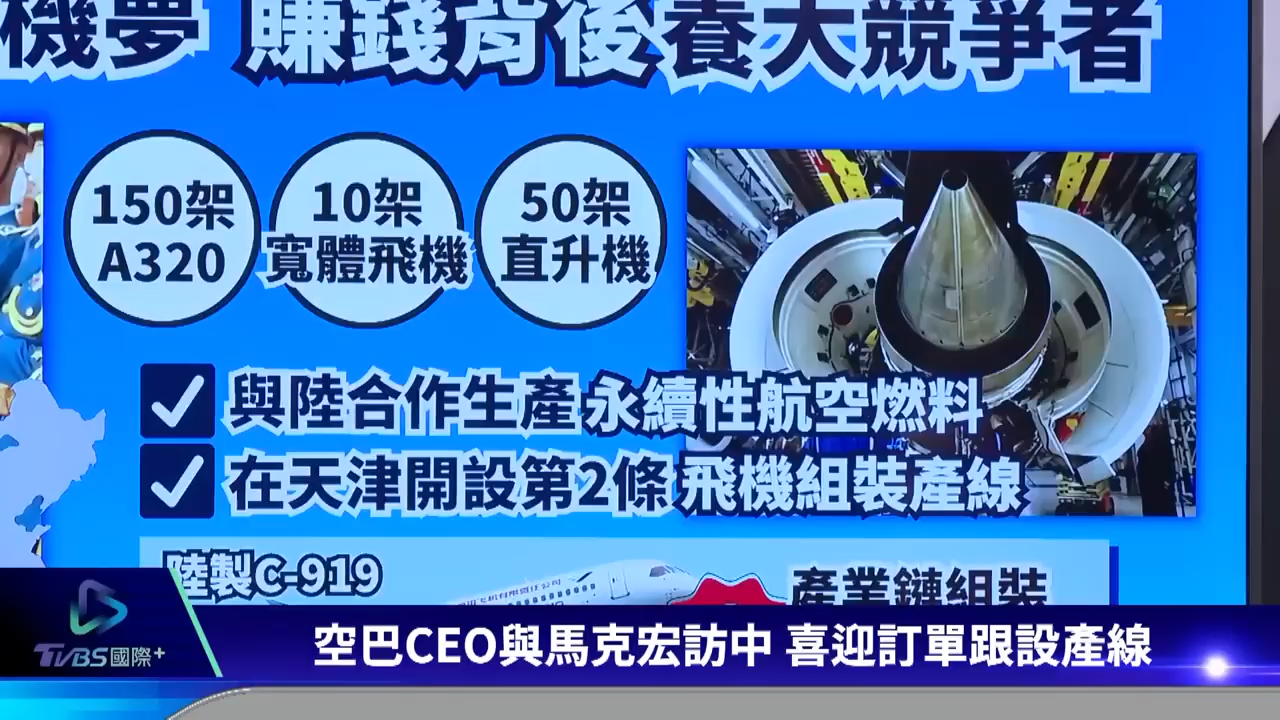 機夢 賺錢背後養大競爭者
150架
A320
10架
寬體飛機
50架
直升機
與陸合作生產永續性航空燃料
在天津開設第2條飛機組裝產線
陸製C-919
產業鏈組裝
TVBS國際+
空巴CEO與馬克宏訪中 喜迎訂單跟設產線